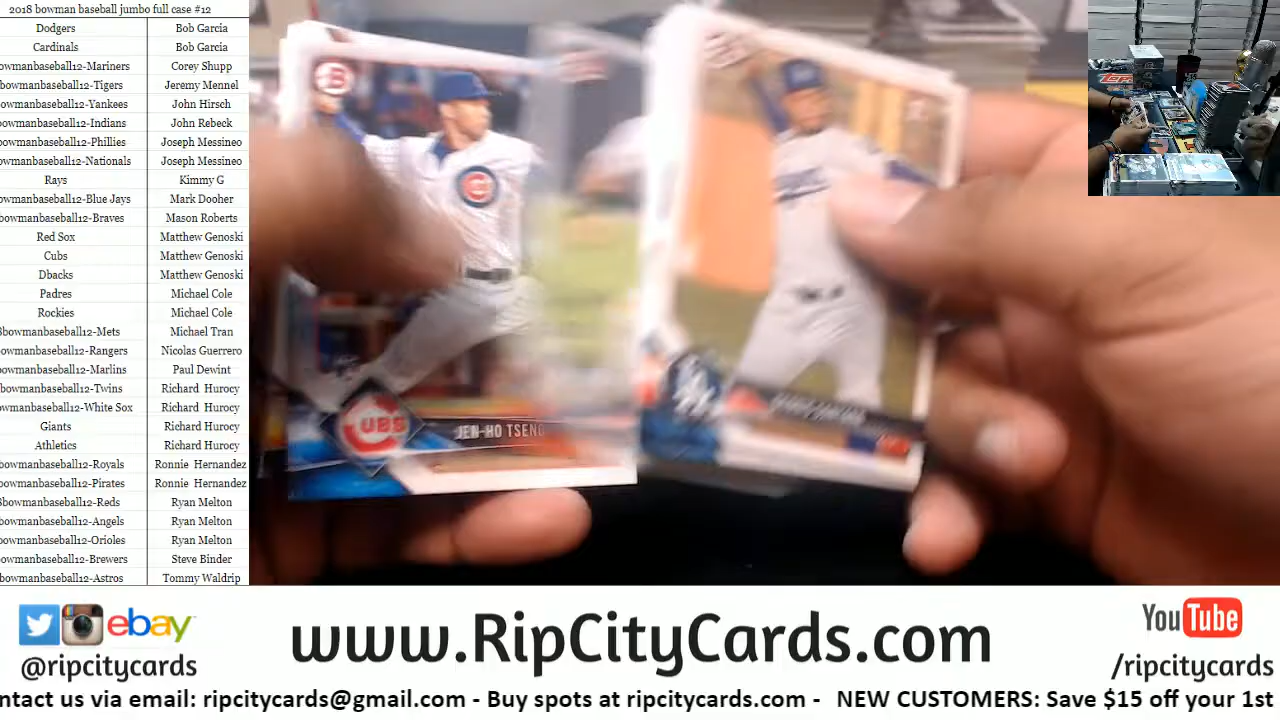 2018 bowman baseball jumbo full case #12
Dodgers Bob Garcia
Cardinals Bob Garcia
owmanbaseball12-Mariners Corey Shupp
bowmanbaseball12-Tigers Jeremy Mennel
owmanbaseball12-Yankees John Hirsch
owmanbaseball12-Indians John Rebeck
owmanbaseball12-Phillies Joseph Messineo
wmanbaseball12-Nationals Joseph Messineo
Rays Kimmy G
owmanbaseball12-Blue Jays Mark Dooher
owmanbaseball12-Braves Mason Roberts
Red Sox Matthew Genoski
Cubs Matthew Genoski
Dbacks Matthew Genoski
Padres Michael Cole
Rockies Michael Cole
bowmanbaseball12-Mets Michael Tran
owmanbaseball12-Rangers Nicolas Guerrero
owmanbaseball12-Marlins Paul Dewint
bowmanbaseball12-Twins Richard Hurocy
owmanbaseball12-White Sox Richard Hurocy
Giants Richard Hurocy
Athletics Richard Hurocy
bowmanbaseball12-Royals Ronnie Hernandez
owmanbaseball12-Pirates Ronnie Hernandez
bowmanbaseball12-Reds Ryan Melton
owmanbaseball12-Angels Ryan Melton
owmanbaseball12-Orioles Ryan Melton
owmanbaseball12-Brewers Steve Binder
owmanbaseball12-Astros Tommy Waldrip
CUBS
JEN-HO TSENG
ebay
@ripcitycards
www.RipCityCards.com
YouTube
/ripcitycards
ntact us via email: ripcitycards@gmail.com - Buy spots at ripcitycards.com - NEW CUSTOMERS: Save $15 off your 1st